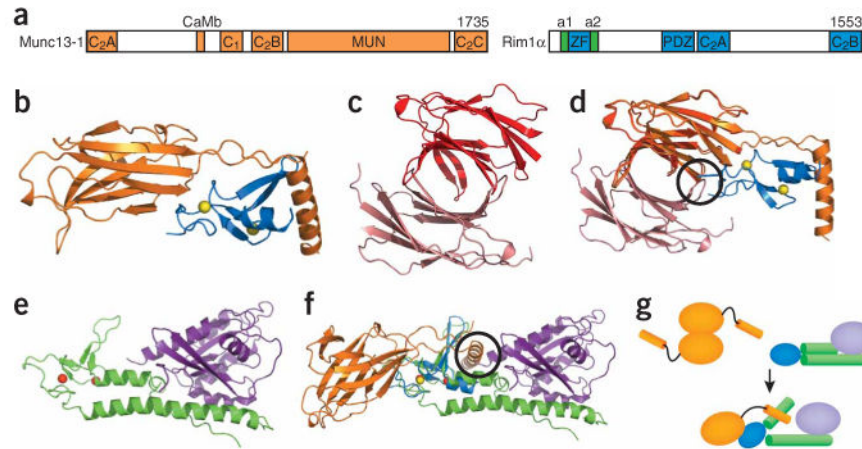 a
CaMb 1735 a1 a2 1553
Munc13-1 C2A C1 C2B MUN C2C Rim1α ZF PDZ C2A C2B
b c d
e f g